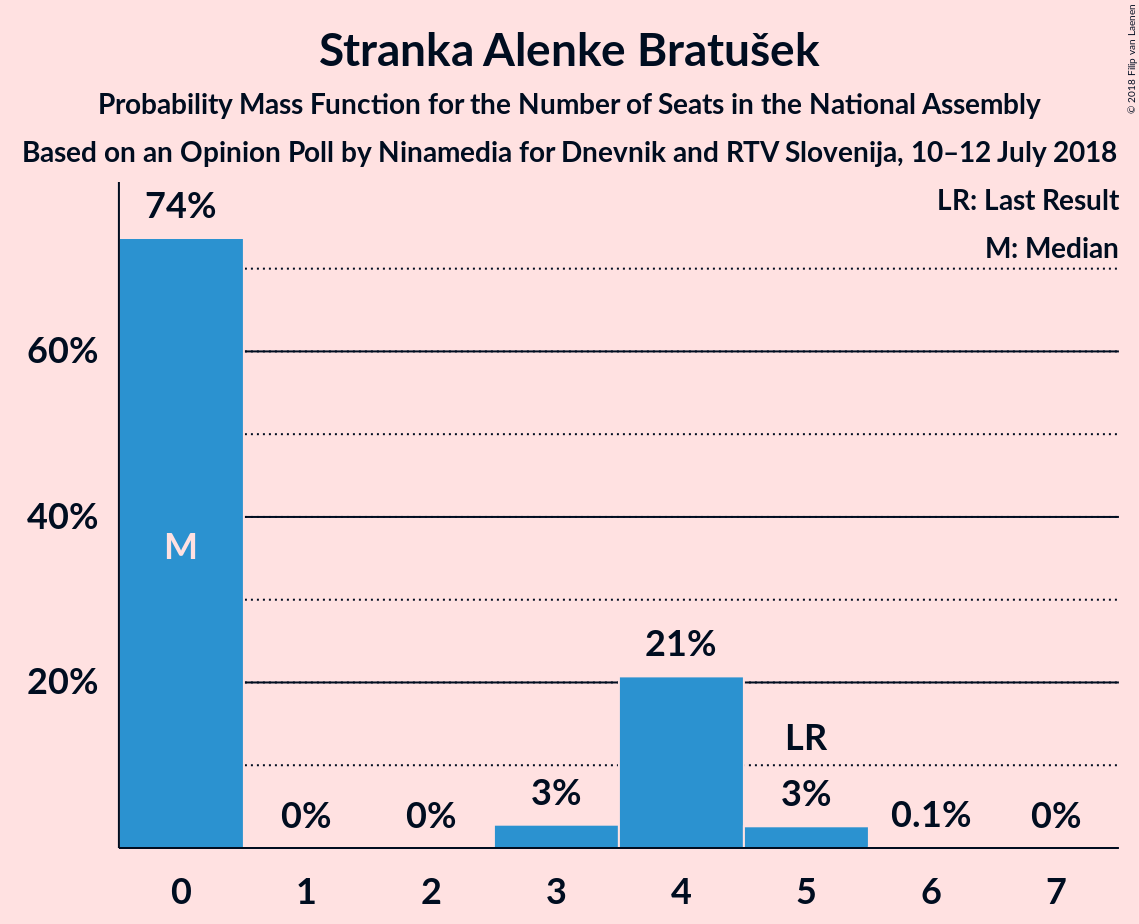 Stranka Alenke Bratušek
Probability Mass Function for the Number of Seats in the National Assembly
Based on an Opinion Poll by Ninamedia for Dnevnik and RTV Slovenija, 10–12 July 2018
© 2018 Filip van Laenen
LR: Last Result
M: Median
74%
60%
40%
M
21%
20%
LR
3%
3%
0%
0%
0.1%
0%
0 1 2 3 4 5 6 7